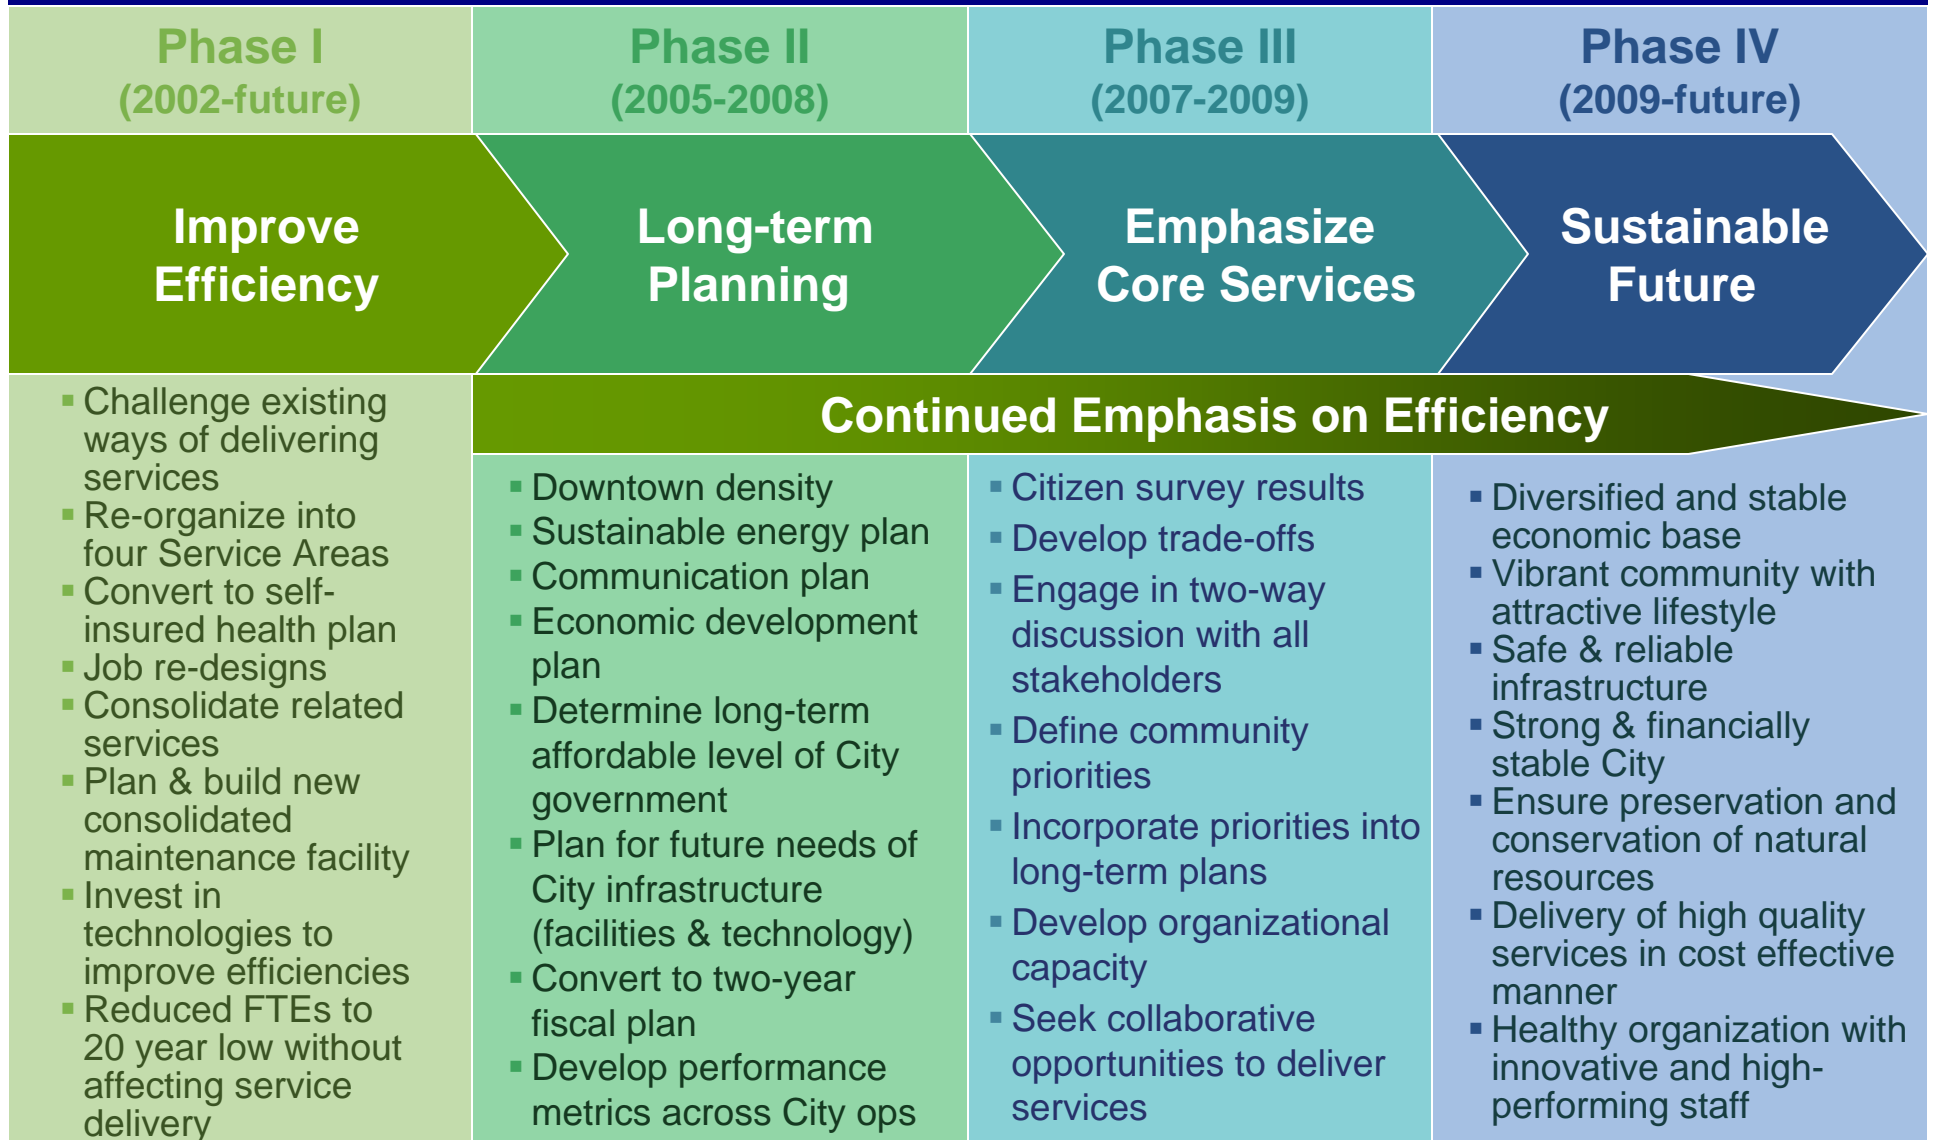 Phase I
(2002-future)
Phase II
(2005-2008)
Phase III
(2007-2009)
Phase IV
(2009-future)
Improve
Efficiency
Long-term
Planning
Emphasize
Core Services
Sustainable
Future
Continued Emphasis on Efficiency
▪ Challenge existing
ways of delivering
services
▪ Re-organize into
four Service Areas
▪ Convert to self-
insured health plan
▪ Job re-designs
▪ Consolidate related
services
▪ Plan & build new
consolidated
maintenance facility
▪ Invest in
technologies to
improve efficiencies
▪ Reduced FTEs to
20 year low without
affecting service
delivery
▪ Downtown density
▪ Sustainable energy plan
▪ Communication plan
▪ Economic development
plan
▪ Determine long-term
affordable level of City
government
▪ Plan for future needs of
City infrastructure
(facilities & technology)
▪ Convert to two-year
fiscal plan
▪ Develop performance
metrics across City ops
▪ Citizen survey results
▪ Develop trade-offs
▪ Engage in two-way
discussion with all
stakeholders
▪ Define community
priorities
▪ Incorporate priorities into
long-term plans
▪ Develop organizational
capacity
▪ Seek collaborative
opportunities to deliver
services
▪ Diversified and stable
economic base
▪ Vibrant community with
attractive lifestyle
▪ Safe & reliable
infrastructure
▪ Strong & financially
stable City
▪ Ensure preservation and
conservation of natural
resources
▪ Delivery of high quality
services in cost effective
manner
▪ Healthy organization with
innovative and high-
performing staff